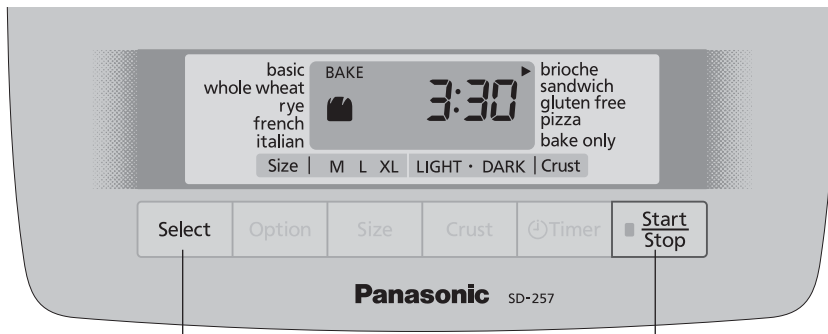 basic
whole wheat
rye
french
italian
BAKE
3:30
brioche
sandwich
gluten free
pizza
bake only
Size | M L XL LIGHT · DARK | Crust
Select
Option
Size
Crust
Timer
Start
Stop
Panasonic SD-257